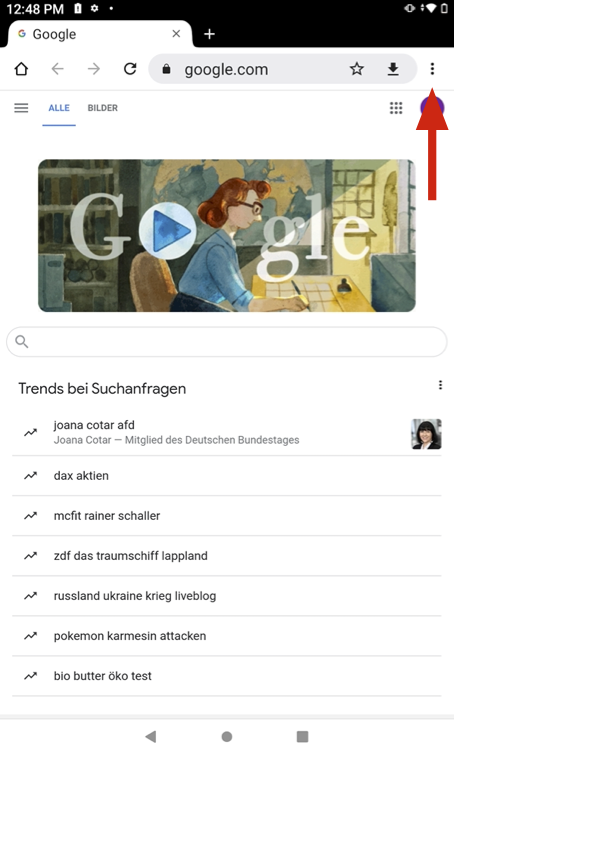 12:48 PM
Google
google.com
ALLE BILDER
Google
Trends bei Suchanfragen
joana cotar afd
Joana Cotar — Mitglied des Deutschen Bundestages
dax aktien
mcfit rainer schaller
zdf das traumschiff lappland
russland ukraine krieg liveblog
pokemon karmesin attacken
bio butter öko test